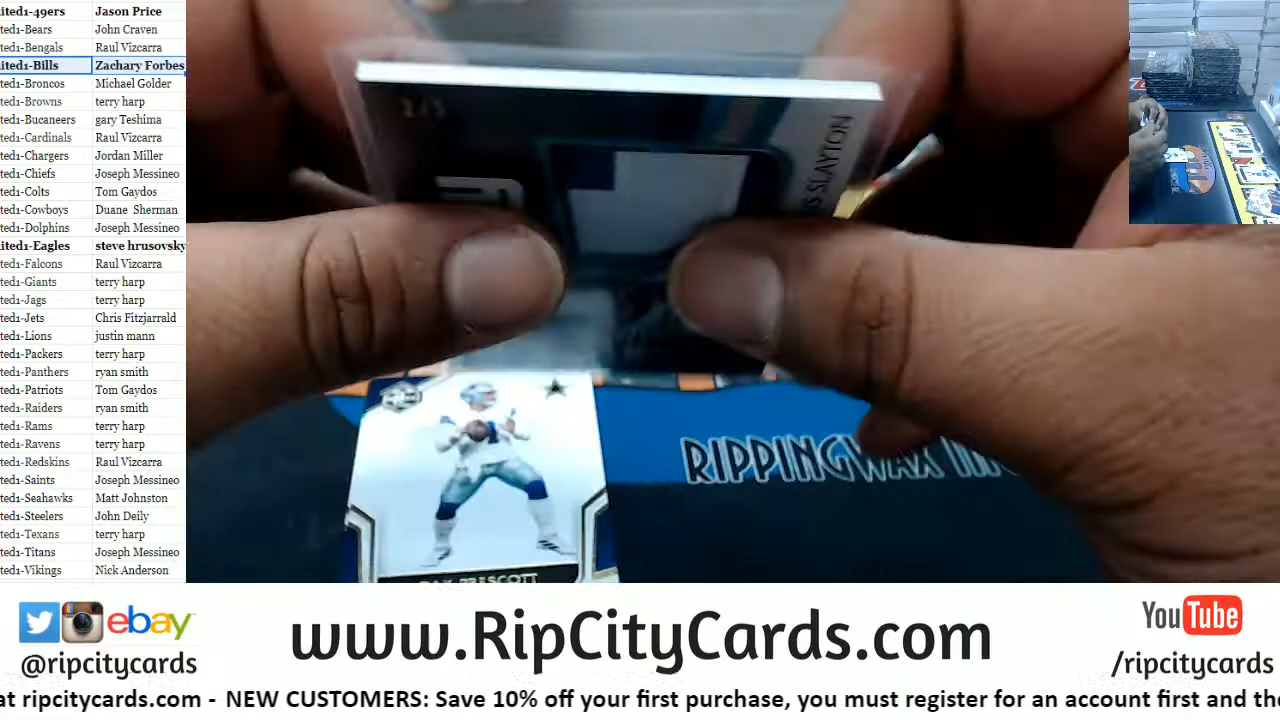 ited1-49ers Jason Price
ted1-Bears John Craven
ted1-Bengals Raul Vizcarra
ited1-Bills Zachary Forbes
ted1-Broncos Michael Golder
ted1-Browns terry harp
ted1-Bucaneers gary Teshima
ted1-Cardinals Raul Vizcarra
ted1-Chargers Jordan Miller
ted1-Chiefs Joseph Messineo
ted1-Colts Tom Gaydos
ted1-Cowboys Duane Sherman
ted1-Dolphins Joseph Messineo
ited1-Eagles steve hrusovsky
ted1-Falcons Raul Vizcarra
ted1-Giants terry harp
ted1-Jags terry harp
ted1-Jets Chris Fitzjarrald
ted1-Lions justin mann
ted1-Packers terry harp
ted1-Panthers ryan smith
ted1-Patriots Tom Gaydos
ted1-Raiders ryan smith
ted1-Rams terry harp
ted1-Ravens terry harp
ted1-Redskins Raul Vizcarra
ted1-Saints Joseph Messineo
ted1-Seahawks Matt Johnston
ted1-Steelers John Deily
ted1-Texans terry harp
ted1-Titans Joseph Messineo
ted1-Vikings Nick Anderson
SLAYTON
RIPPINGWAX
PRESCOTT
ebay
@ripcitycards
www.RipCityCards.com
YouTube
/ripcitycards
at ripcitycards.com - NEW CUSTOMERS: Save 10% off your first purchase, you must register for an account first and the